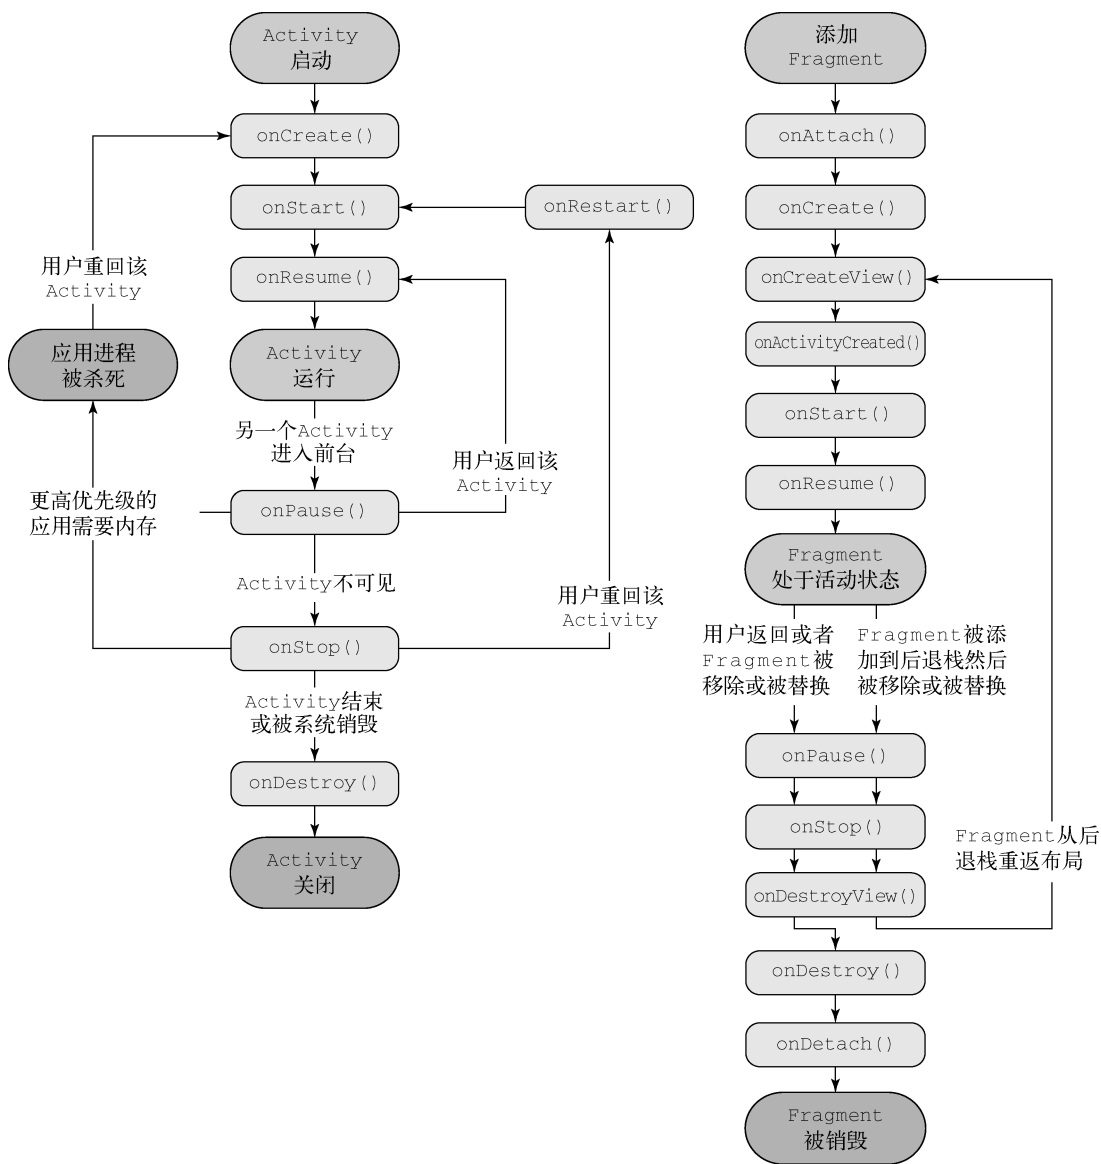 Activity
启动
onCreate()
onStart()
onRestart()
onResume()
用户重回该
Activity
应用进程
被杀死
Activity
运行
另一个Activity
进入前台
用户返回该
Activity
更高优先级的
应用需要内存
onPause()
Activity不可见
用户重回该
Activity
onStop()
Activity结束
或被系统销毁
onDestroy()
Activity
关闭
添加
Fragment
onAttach()
onCreate()
onCreateView()
onActivityCreated()
onStart()
onResume()
Fragment
处于活动状态
用户返回或者
Fragment被
移除或被替换
Fragment被添
加到后退栈然后
被移除或被替换
onPause()
onStop()
Fragment从后
退栈重返布局
onDestroyView()
onDestroy()
onDetach()
Fragment
被销毁